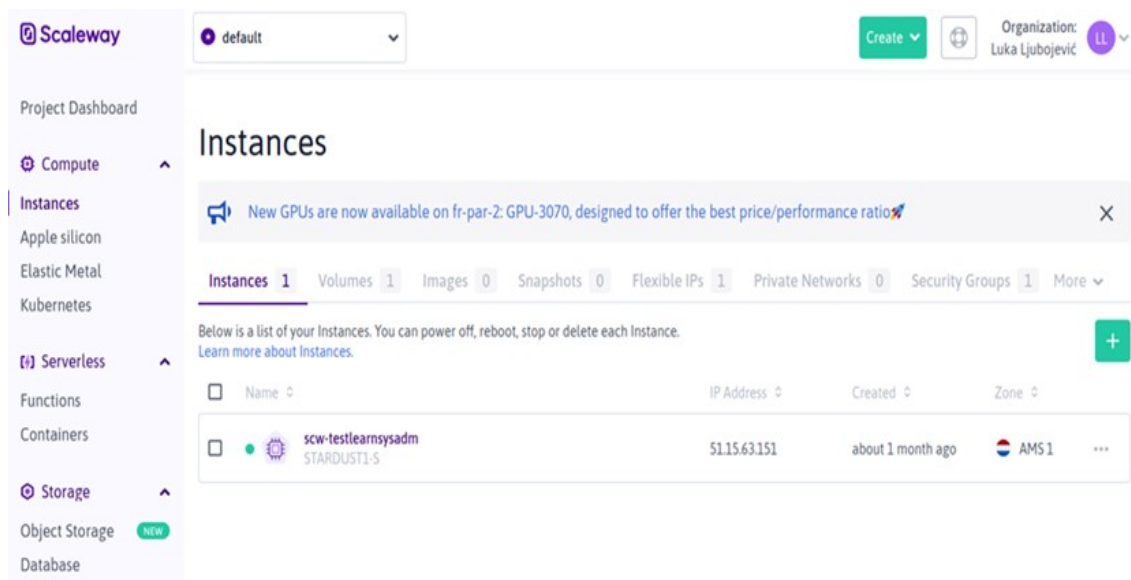 Scaleway
default
Create
Organization:
Luka Ljubojević
LL
Project Dashboard
Compute
Instances
Apple silicon
Elastic Metal
Kubernetes
Serverless
Functions
Containers
Storage
Object Storage NEW
Database
Instances
New GPUs are now available on fr-par-2: GPU-3070, designed to offer the best price/performance ratio🚀
Instances 1 Volumes 1 Images 0 Snapshots 0 Flexible IPs 1 Private Networks 0 Security Groups 1 More
Below is a list of your Instances. You can power off, reboot, stop or delete each Instance.
Learn more about Instances.
Name IP Address Created Zone
scw-testlearnsysadm
STARDUST1-S
51.15.63.151 about 1 month ago AMS 1